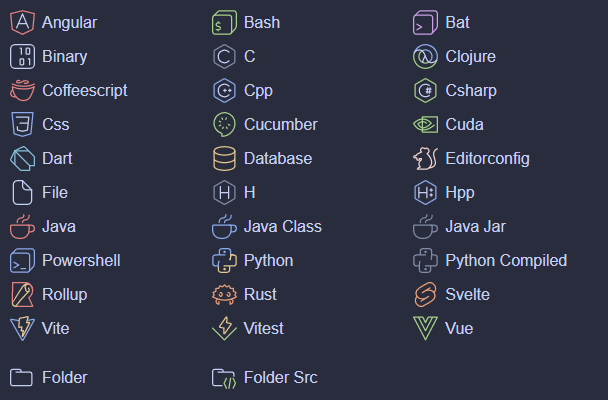 Angular Bash Bat
Binary C Clojure
Coffeescript Cpp Csharp
Css Cucumber Cuda
Dart Database Editorconfig
File H Hpp
Java Java Class Java Jar
Powershell Python Python Compiled
Rollup Rust Svelte
Vite Vitest Vue
Folder Folder Src